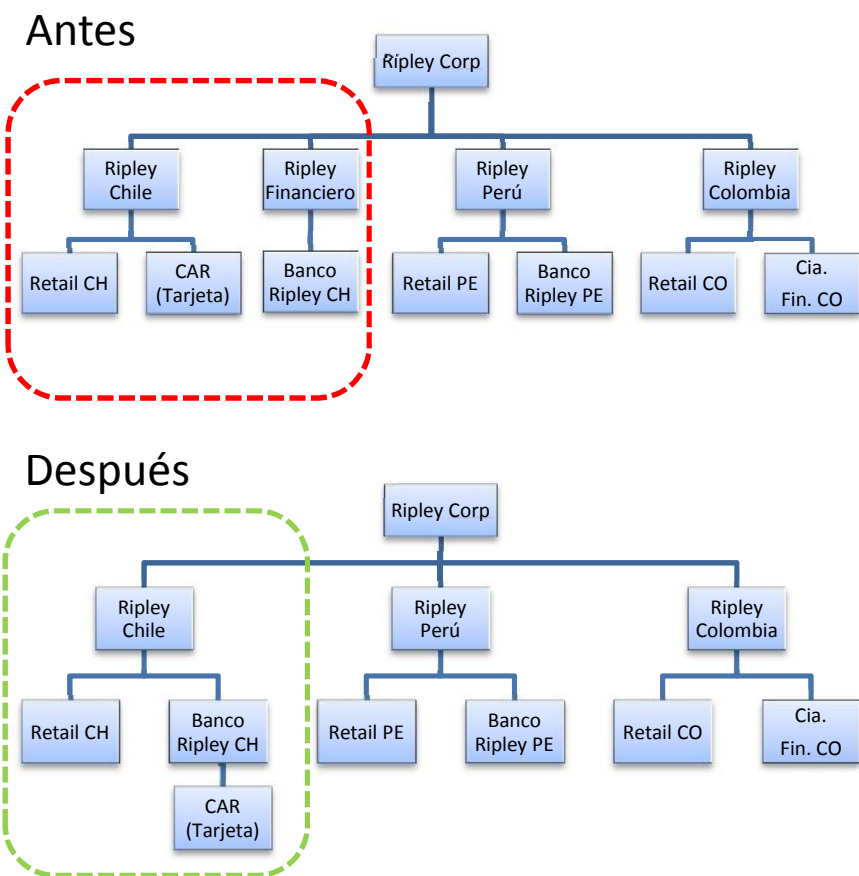 Antes
Ripley Corp
Ripley
Chile
Ripley
Financiero
Ripley
Perú
Ripley
Colombia
Retail CH
CAR
(Tarjeta)
Banco
Ripley CH
Retail PE
Banco
Ripley PE
Retail CO
Cia.
Fin. CO
Después
Ripley Corp
Ripley
Chile
Ripley
Perú
Ripley
Colombia
Retail CH
Banco
Ripley CH
Retail PE
Banco
Ripley PE
Retail CO
Cia.
Fin. CO
CAR
(Tarjeta)